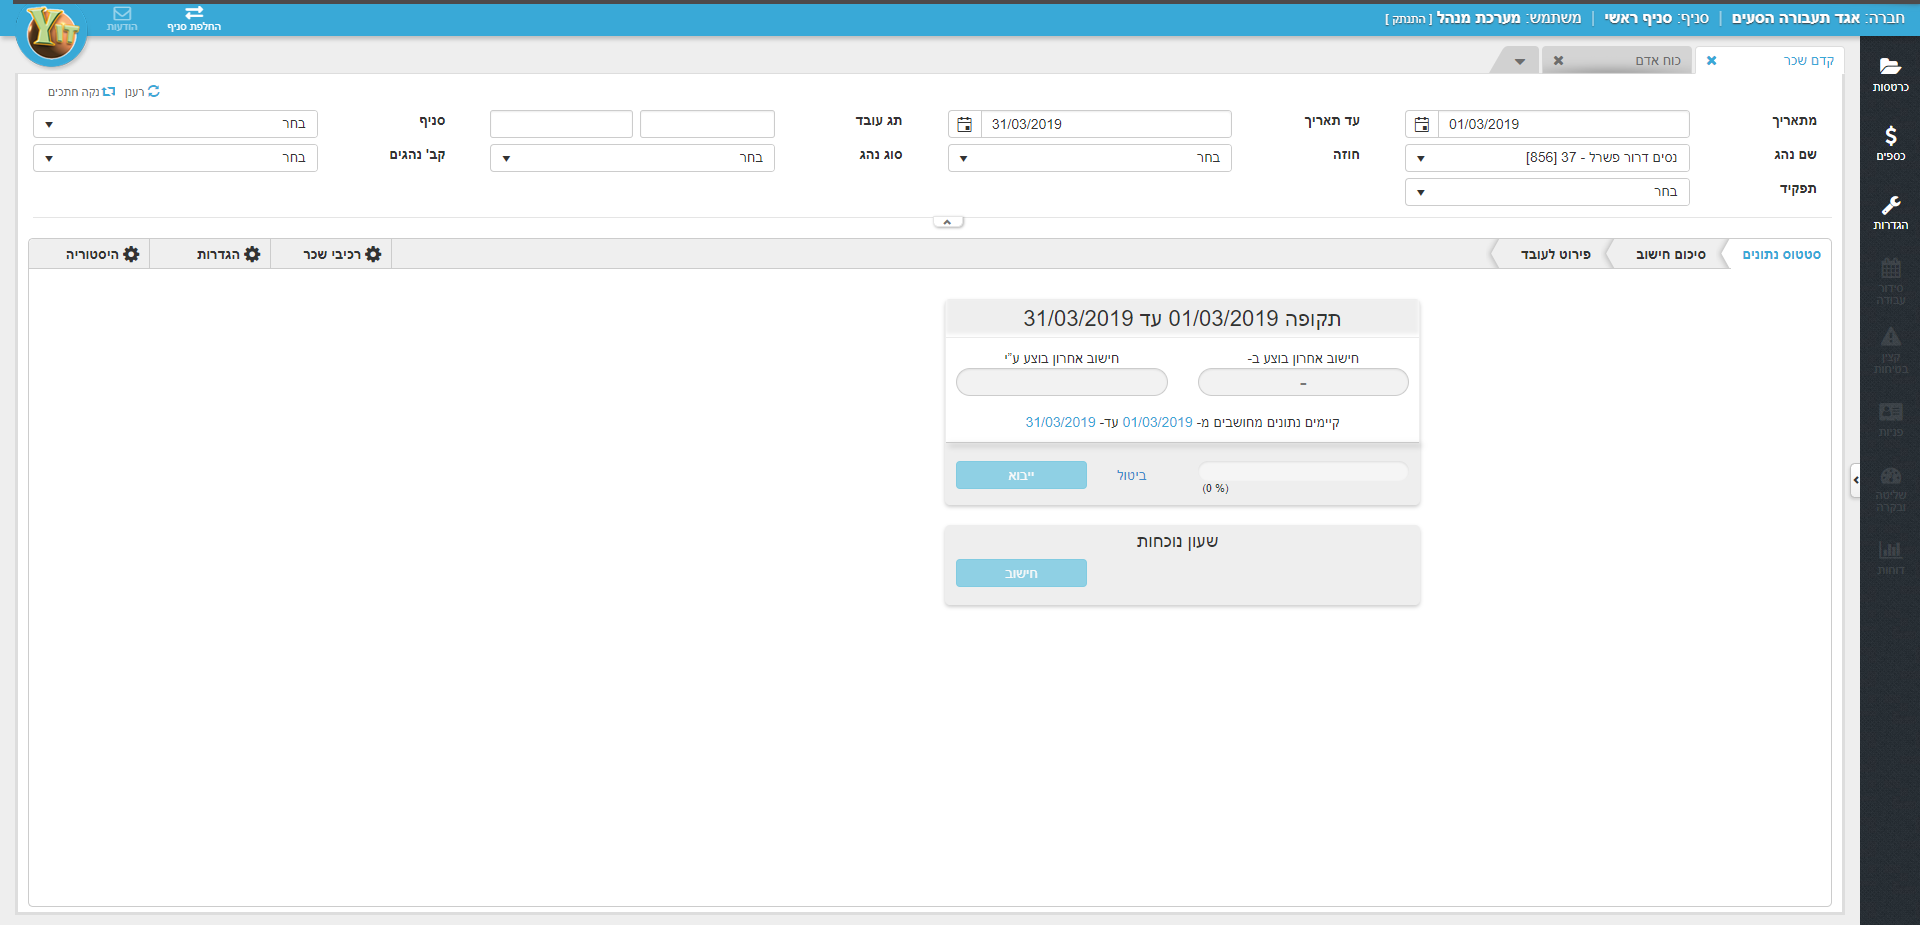 חברה: אגד תעבורה הסעים | סניף: סניף ראשי | משתמש: מערכת מנהל [ התנתק ]
החלפת סניף
הודעות
YIT
קדם שכר
כוח אדם
רענן
נקה חתכים
מתאריך 01/03/2019
עד תאריך 31/03/2019
תג עובד
סניף בחר
שם נהג נסים דרור פשרל - 37 [856]
חוזה בחר
סוג נהג בחר
קב' נהגים בחר
תפקיד בחר
סטטוס נתונים
סיכום חישוב
פירוט לעובד
רכיבי שכר
הגדרות
היסטוריה
תקופה 01/03/2019 עד 31/03/2019
חישוב אחרון בוצע ב-
חישוב אחרון בוצע ע"י
–
קיימים נתונים מחושבים מ- 01/03/2019 עד- 31/03/2019
ביטול
ייבוא
(0 %)
שעון נוכחות
חישוב
כרטסות
כספים
הגדרות
סידור
עבודה
קצין
בטיחות
פניות
שליטה
ובקרה
דוחות